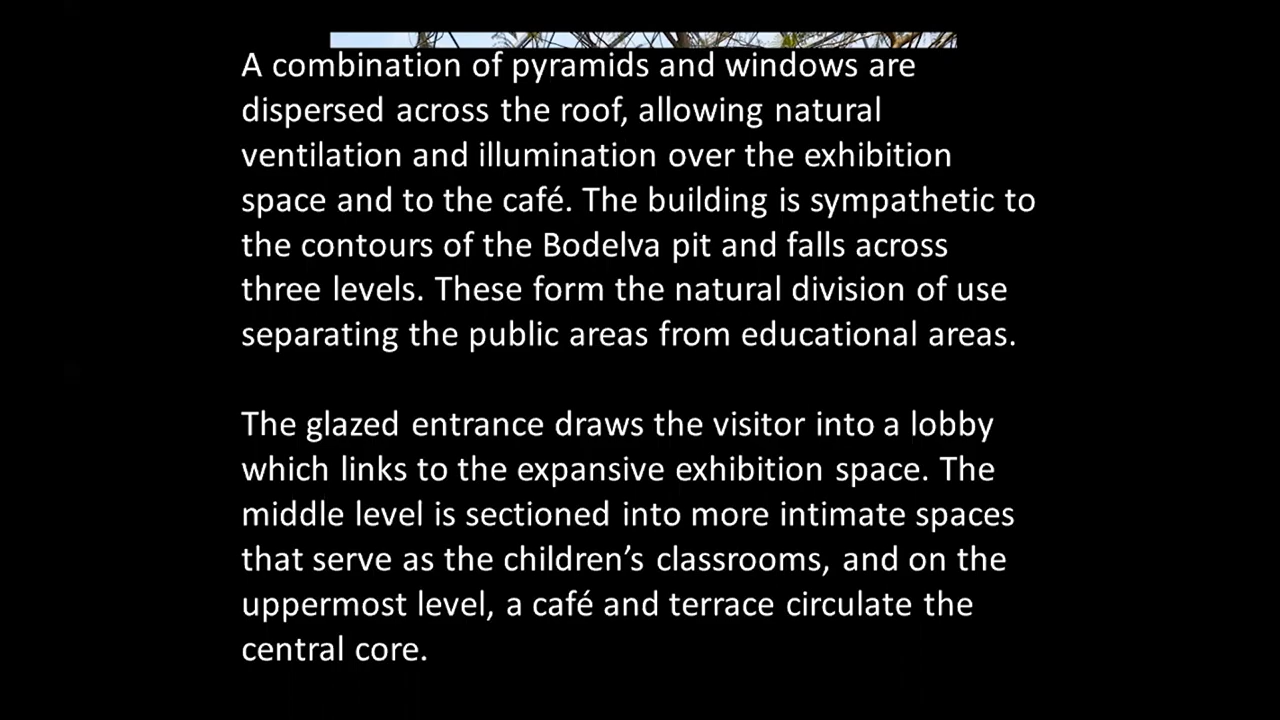 A combination of pyramids and windows are
dispersed across the roof, allowing natural
ventilation and illumination over the exhibition
space and to the café. The building is sympathetic to
the contours of the Bodelva pit and falls across
three levels. These form the natural division of use
separating the public areas from educational areas.
The glazed entrance draws the visitor into a lobby
which links to the expansive exhibition space. The
middle level is sectioned into more intimate spaces
that serve as the children’s classrooms, and on the
uppermost level, a café and terrace circulate the
central core.